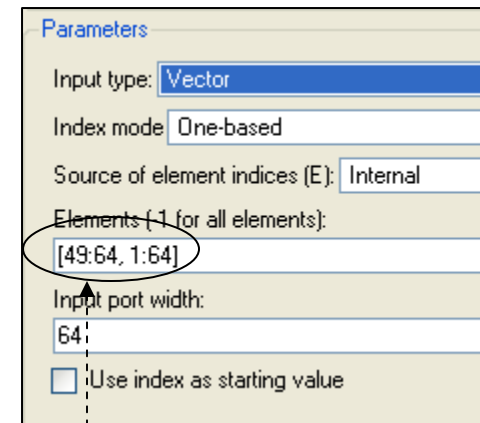 Parameters
Input type: Vector
Index mode One-based
Source of element indices (E): Internal
Elements (-1 for all elements):
[49:64, 1:64]
Input port width:
64
Use index as starting value